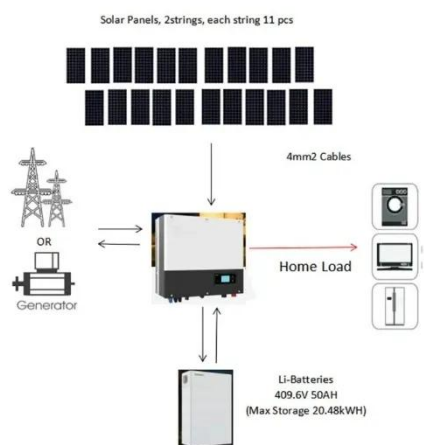 Solar Panels, 2strings, each string 11 pcs
4mm2 Cables
OR
Generator
Home Load
Li-Batteries
409.6V 50AH
(Max Storage 20.48kWH)